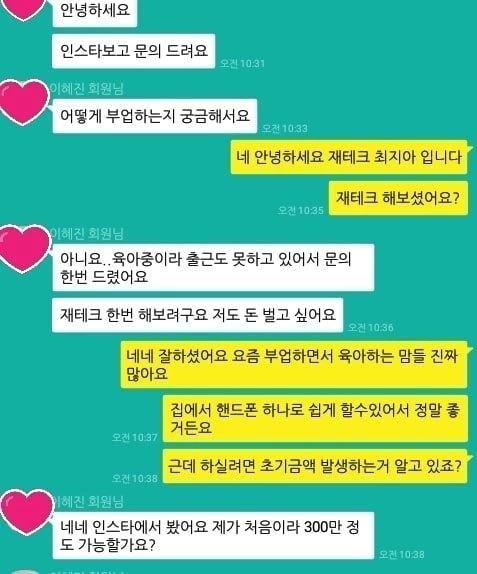 안녕하세요
인스타보고 문의 드려요
오전 10:31
이혜진 회원님
어떻게 부업하는지 궁금해서요
오전 10:33
네 안녕하세요 재테크 최지아 입니다
재테크 해보셨어요?
오전 10:35
이혜진 회원님
아니요..육아중이라 출근도 못하고 있어서 문의
한번 드렸어요
재테크 한번 해보려구요 저도 돈 벌고 싶어요
오전 10:36
네네 잘하셨어요 요즘 부업하면서 육아하는 맘들 진짜
많아요
집에서 핸드폰 하나로 쉽게 할수있어서 정말 좋
거든요
오전 10:37
근데 하실려면 초기금액 발생하는거 알고 있죠?
오전 10:38
이혜진 회원님
네네 인스타에서 봤어요 제가 처음이라 300만 정
도 가능할가요?
오전 10:38